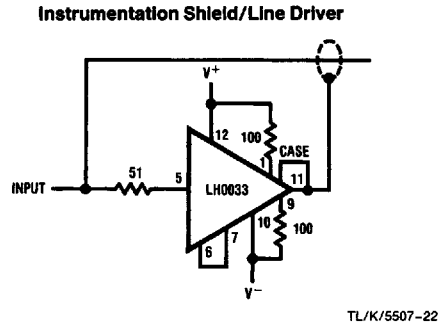 Instrumentation Shield/Line Driver
V+
12
100
1
CASE
51
5
11
INPUT
LH0033
9
10
100
7
6
V−
TL/K/5507–22